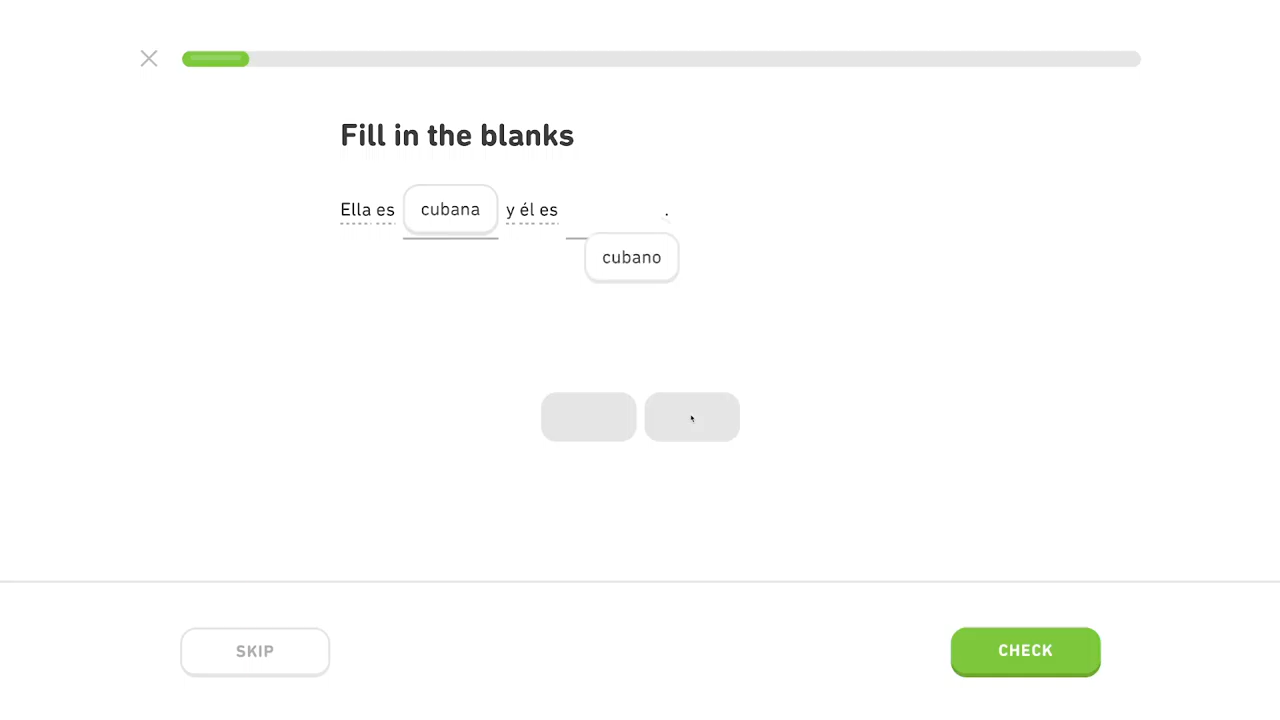 Fill in the blanks
Ella es cubana y él es .
cubano
SKIP
CHECK